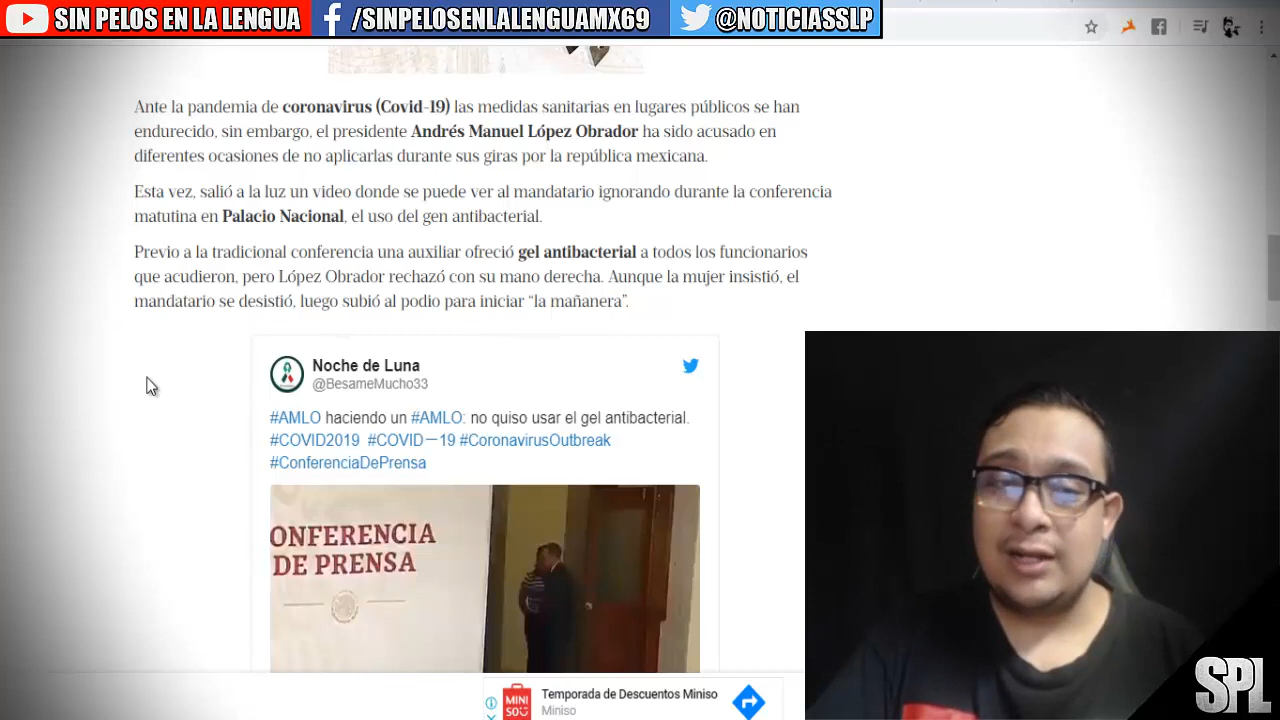 SIN PELOS EN LA LENGUA
/SINPELOSENLALENGUAMX69
@NOTICIASSLP
Ante la pandemia de coronavirus (Covid-19) las medidas sanitarias en lugares públicos se han
endurecido, sin embargo, el presidente Andrés Manuel López Obrador ha sido acusado en
diferentes ocasiones de no aplicarlas durante sus giras por la república mexicana.
Esta vez, salió a la luz un video donde se puede ver al mandatario ignorando durante la conferencia
matutina en Palacio Nacional, el uso del gen antibacterial.
Previo a la tradicional conferencia una auxiliar ofreció gel antibacterial a todos los funcionarios
que acudieron, pero López Obrador rechazó con su mano derecha. Aunque la mujer insistió, el
mandatario se desistió, luego subió al podio para iniciar “la mañanera”.
Noche de Luna
@BesameMucho33
#AMLO haciendo un #AMLO: no quiso usar el gel antibacterial.
#COVID2019 #COVID—19 #CoronavirusOutbreak
#ConferenciaDePrensa
ONFERENCIA
DE PRENSA
MINI
SO
Temporada de Descuentos Miniso
Miniso
SPL